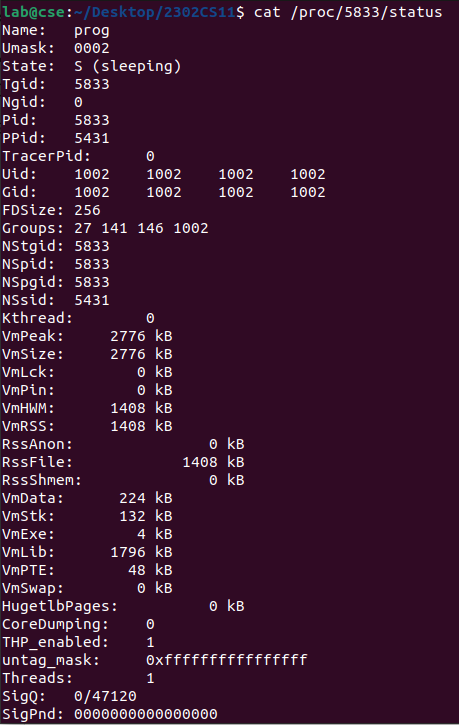 lab@cse:~/Desktop/2302CS11$ cat /proc/5833/status
Name:   prog
Umask:  0002
State:  S (sleeping)
Tgid:   5833
Ngid:   0
Pid:    5833
PPid:   5431
TracerPid:      0
Uid:    1002    1002    1002    1002
Gid:    1002    1002    1002    1002
FDSize: 256
Groups: 27 141 146 1002
NStgid: 5833
NSpid:  5833
NSpgid: 5833
NSsid:  5431
Kthread:        0
VmPeak:     2776 kB
VmSize:     2776 kB
VmLck:         0 kB
VmPin:         0 kB
VmHWM:      1408 kB
VmRSS:      1408 kB
RssAnon:               0 kB
RssFile:            1408 kB
RssShmem:              0 kB
VmData:      224 kB
VmStk:       132 kB
VmExe:         4 kB
VmLib:      1796 kB
VmPTE:        48 kB
VmSwap:        0 kB
HugetlbPages:          0 kB
CoreDumping:    0
THP_enabled:    1
untag_mask:     0xffffffffffffffff
Threads:        1
SigQ:   0/47120
SigPnd: 0000000000000000